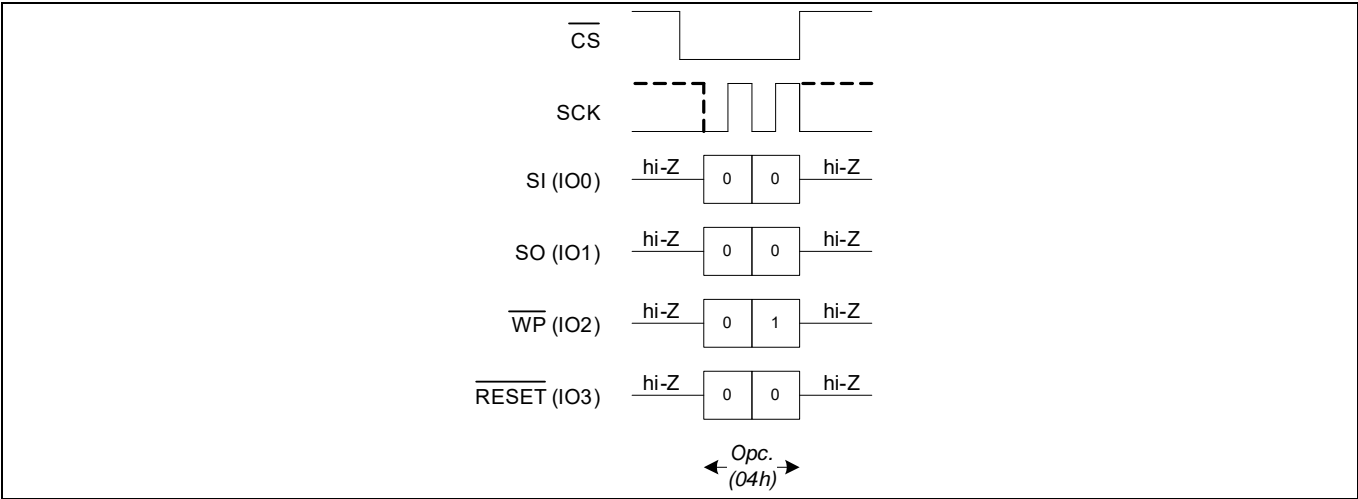 CS
SCK
SI (IO0) hi-Z 0 0 hi-Z
SO (IO1) hi-Z 0 0 hi-Z
WP (IO2) hi-Z 0 1 hi-Z
RESET (IO3) hi-Z 0 0 hi-Z
Opc.
(04h)